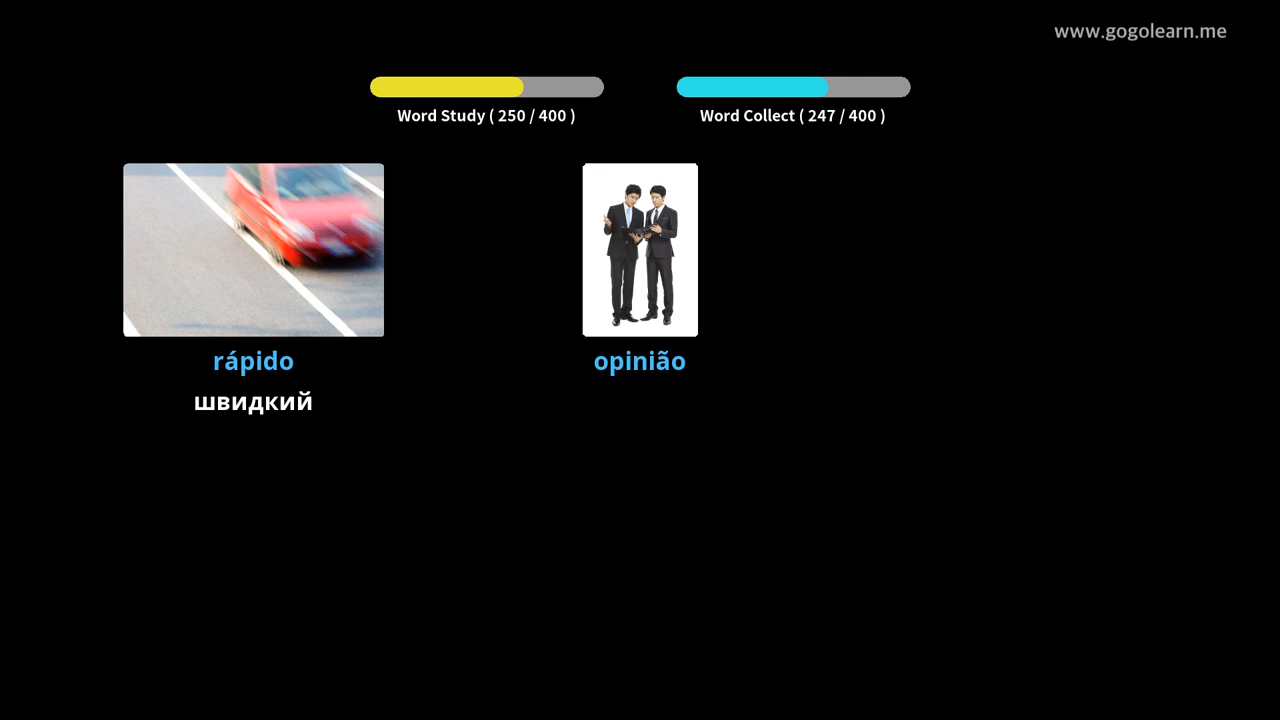 www.gogolearn.me
Word Study ( 250 / 400 )
Word Collect ( 247 / 400 )
rápido
opinião
швидкий